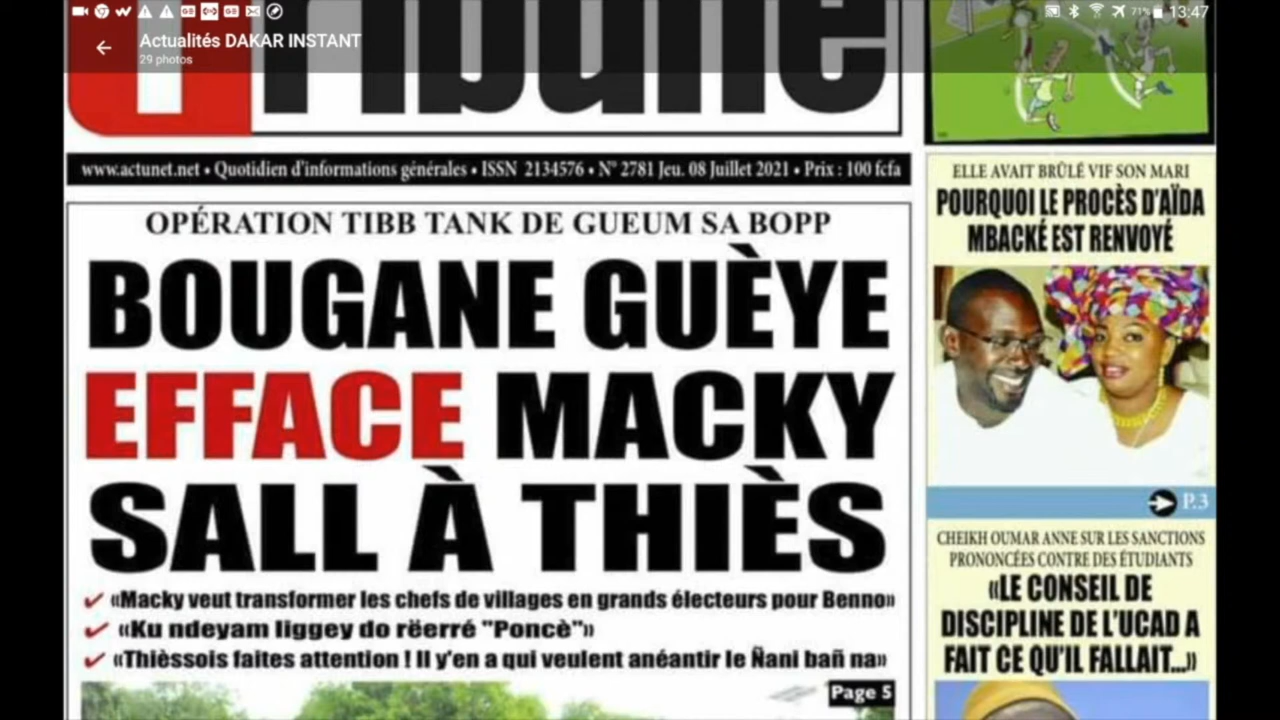 71% 13:47
Actualités DAKAR INSTANT
29 photos
Tribune
www.actunet.net • Quotidien d'informations générales • ISSN 2134576 • N° 2781 Jeu. 08 Juillet 2021 • Prix : 100 fcfa
OPÉRATION TIBB TANK DE GUEUM SA BOPP
BOUGANE GUÈYE
EFFACE MACKY
SALL À THIÈS
«Macky veut transformer les chefs de villages en grands électeurs pour Benno»
«Ku ndeyam liggey do rëerré "Poncè"»
«Thièssois faites attention ! Il y'en a qui veulent anéantir le Ñani bañ na»
Page 5
ELLE AVAIT BRÛLÉ VIF SON MARI
POURQUOI LE PROCÈS D'AÏDA
MBACKÉ EST RENVOYÉ
P.3
CHEIKH OUMAR ANNE SUR LES SANCTIONS
PRONONCÉES CONTRE DES ÉTUDIANTS
«LE CONSEIL DE
DISCIPLINE DE L'UCAD A
FAIT CE QU'IL FALLAIT...»